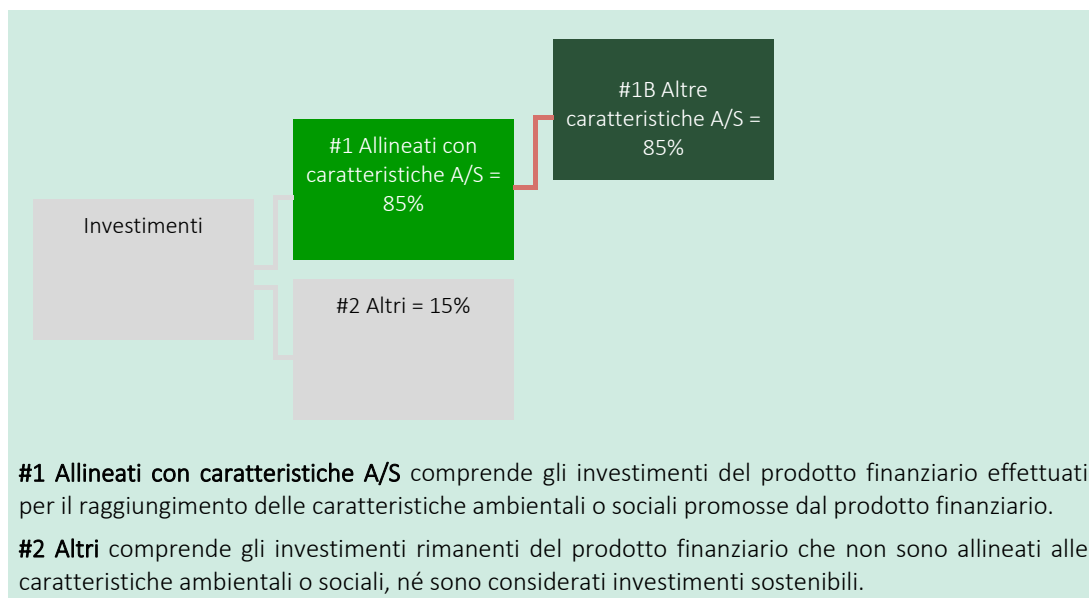 #1B Altre
caratteristiche A/S =
85%
#1 Allineati con
caratteristiche A/S =
85%
Investimenti
#2 Altri = 15%
#1 Allineati con caratteristiche A/S comprende gli investimenti del prodotto finanziario effettuati
per il raggiungimento delle caratteristiche ambientali o sociali promosse dal prodotto finanziario.
#2 Altri comprende gli investimenti rimanenti del prodotto finanziario che non sono allineati alle
caratteristiche ambientali o sociali, né sono considerati investimenti sostenibili.